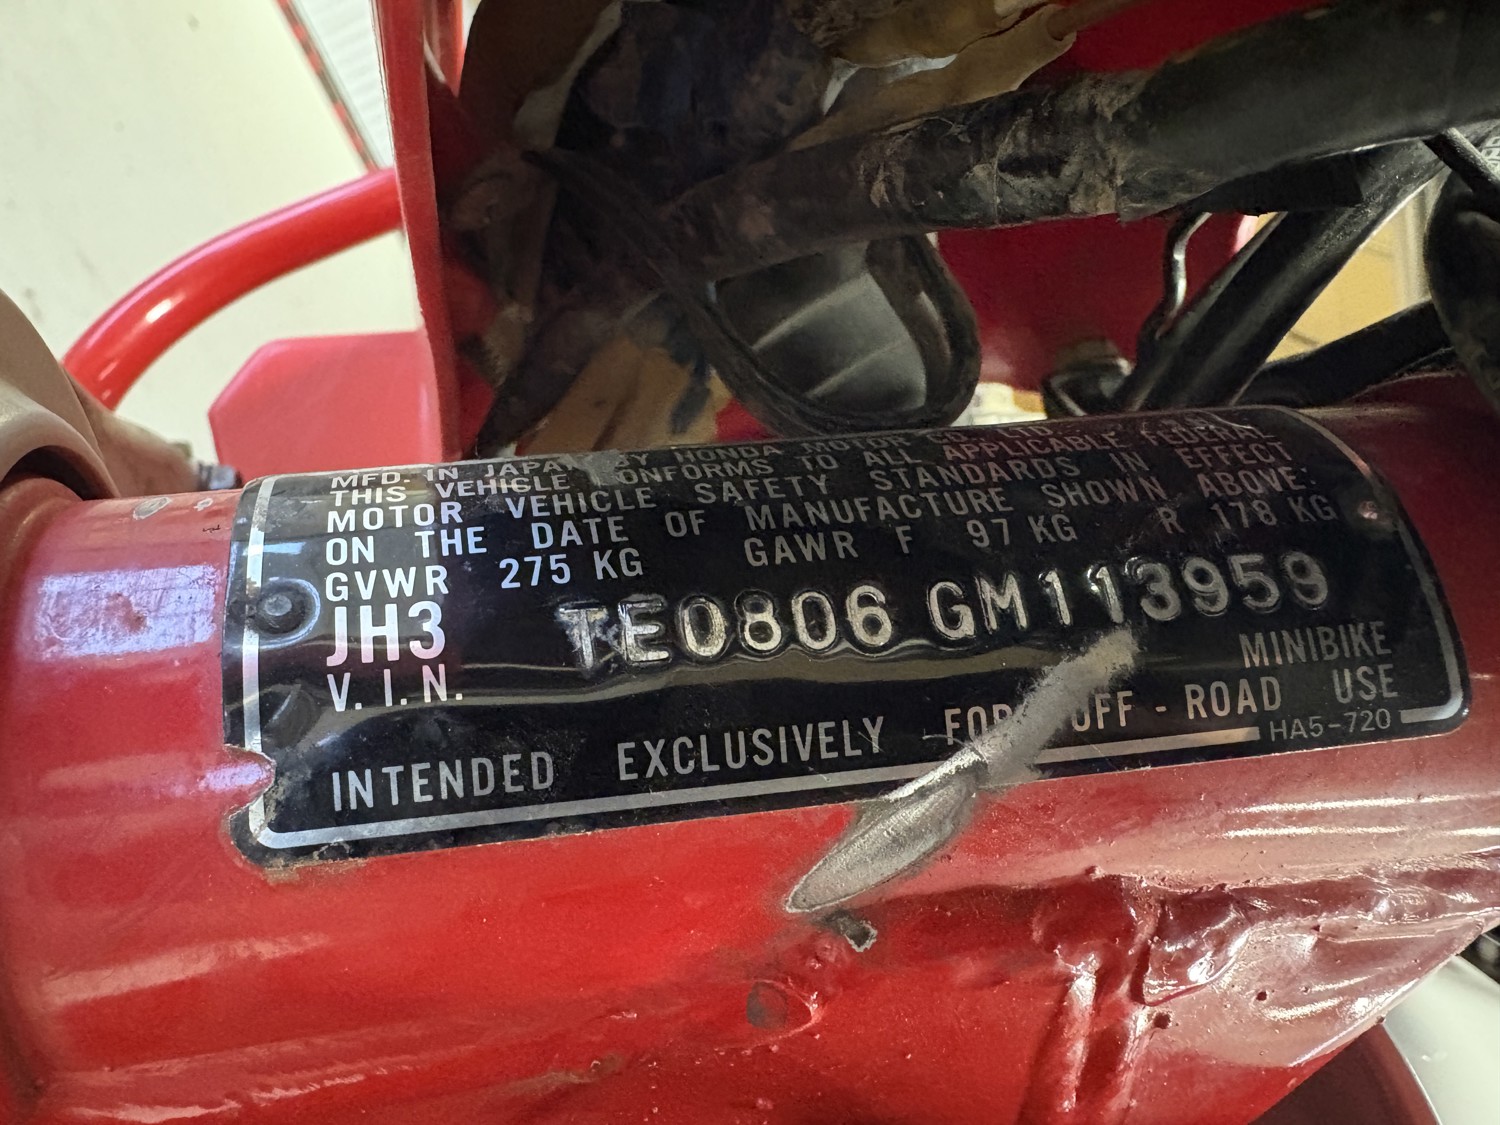 MFD. IN JAPAN BY HONDA MOTOR CO., LTD.
THIS VEHICLE CONFORMS TO ALL APPLICABLE FEDERAL
MOTOR VEHICLE SAFETY STANDARDS IN EFFECT
ON THE DATE OF MANUFACTURE SHOWN ABOVE:
GVWR 275 KG GAWR F 97 KG R 178 KG
JH3 TE0806 GM113959
V. I. N. MINIBIKE
INTENDED EXCLUSIVELY FOR OFF - ROAD USE
HA5-720